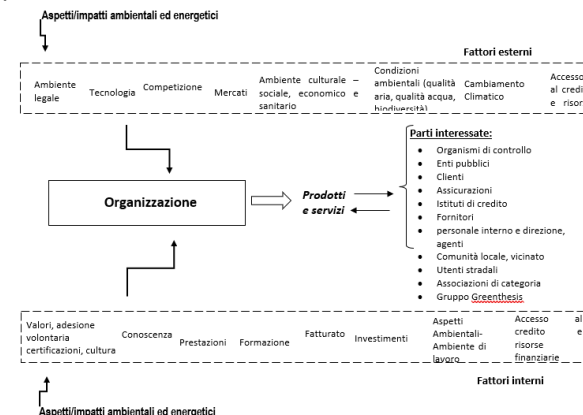 Aspetti/impatti ambientali ed energetici
Fattori esterni
Ambiente
legale
Tecnologia
Competizione
Mercati
Ambiente culturale –
sociale, economico e
sanitario
Condizioni
ambientali (qualità
aria, qualità acqua,
biodiversità)
Cambiamento
Climatico
Accesso
al credi
e risor
Parti interessate:
• Organismi di controllo
• Enti pubblici
• Clienti
• Assicurazioni
• Istituti di credito
• Fornitori
• personale interno e direzione,
agenti
• Comunità locale, vicinato
• Utenti stradali
• Associazioni di categoria
• Gruppo Greenthesis
Organizzazione
Prodotti
e servizi
Valori, adesione
volontaria
certificazioni, cultura
Conoscenza
Prestazioni
Formazione
Fatturato
Investimenti
Aspetti
Ambientali-
Ambiente di
lavoro
Accesso al
credito e
risorse
finanziarie
Fattori interni
Aspetti/impatti ambientali ed energetici